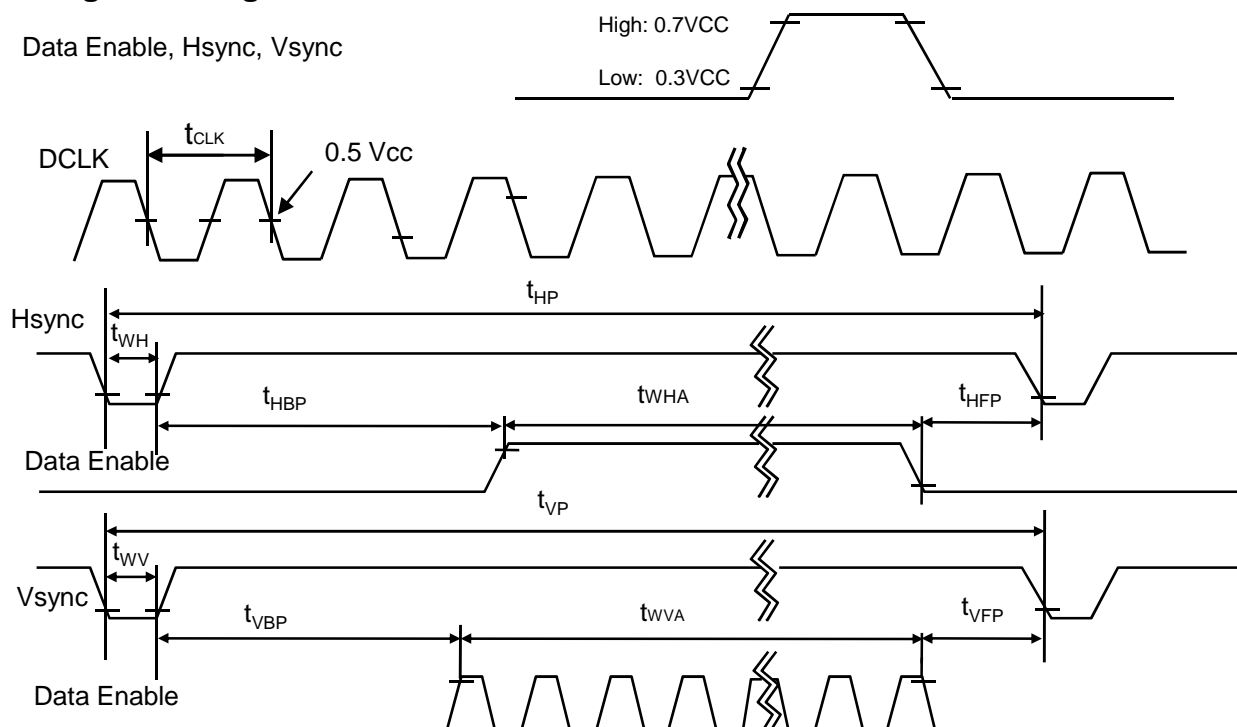 Data Enable, Hsync, Vsync
High: 0.7VCC
Low: 0.3VCC
DCLK
tCLK
0.5 Vcc
tHP
Hsync
tWH
tHBP
tWHA
tHFP
Data Enable
tVP
tWV
Vsync
tVBP
tWVA
tVFP
Data Enable